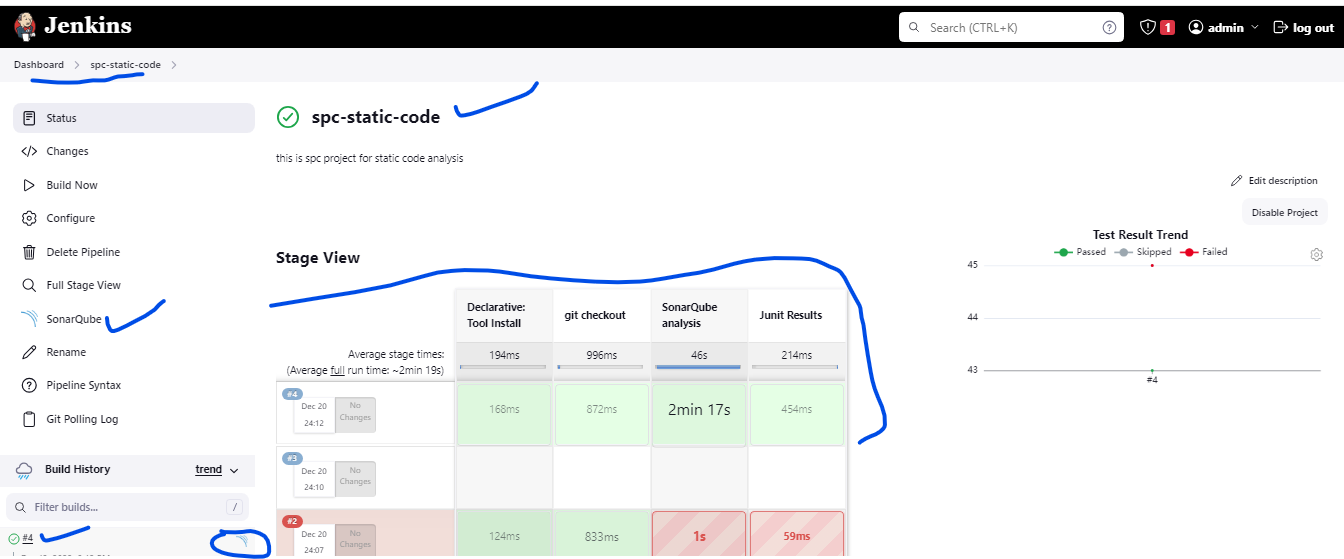 Jenkins
Search (CTRL+K)
?
1
admin
log out
Dashboard
spc-static-code
Status
Changes
Build Now
Configure
Delete Pipeline
Full Stage View
SonarQube
Rename
Pipeline Syntax
Git Polling Log
Build History
trend
Filter builds...
/
#4
spc-static-code
this is spc project for static code analysis
Edit description
Disable Project
Stage View
Declarative: Tool Install
git checkout
SonarQube analysis
Junit Results
Average stage times:
194ms
996ms
46s
214ms
(Average full run time: ~2min 19s)
#4
Dec 20
24:12
No Changes
168ms
872ms
2min 17s
454ms
#3
Dec 20
24:10
No Changes
#2
Dec 20
24:07
No Changes
124ms
833ms
1s
59ms
Test Result Trend
Passed
Skipped
Failed
45
44
43
#4